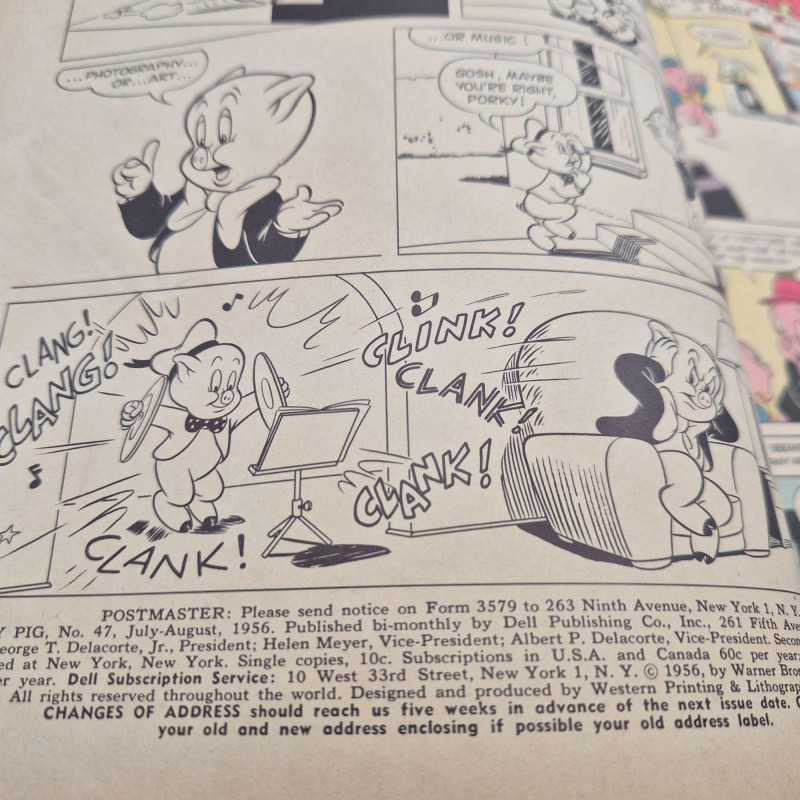 ...PHOTOGRAPHY...
OR...ART...
...OR MUSIC!
GOSH, MAYBE
YOU'RE RIGHT,
PORKY!
CLANG!
CLANG!
CLANK!
CLINK!
CLANK!
CLANK!
POSTMASTER: Please send notice on Form 3579 to 263 Ninth Avenue, New York 1, N. Y.
Y PIG, No. 47, July-August, 1956. Published bi-monthly by Dell Publishing Co., Inc., 261 Fifth Ave
eorge T. Delacorte, Jr., President; Helen Meyer, Vice-President; Albert P. Delacorte, Vice-President. Secon
ed at New York, New York. Single copies, 10c. Subscriptions in U.S.A. and Canada 60c per year;
er year. Dell Subscription Service: 10 West 33rd Street, New York 1, N. Y. © 1956, by Warner Bros
All rights reserved throughout the world. Designed and produced by Western Printing & Lithograp
CHANGES OF ADDRESS should reach us five weeks in advance of the next issue date. G
your old and new address enclosing if possible your old address label.